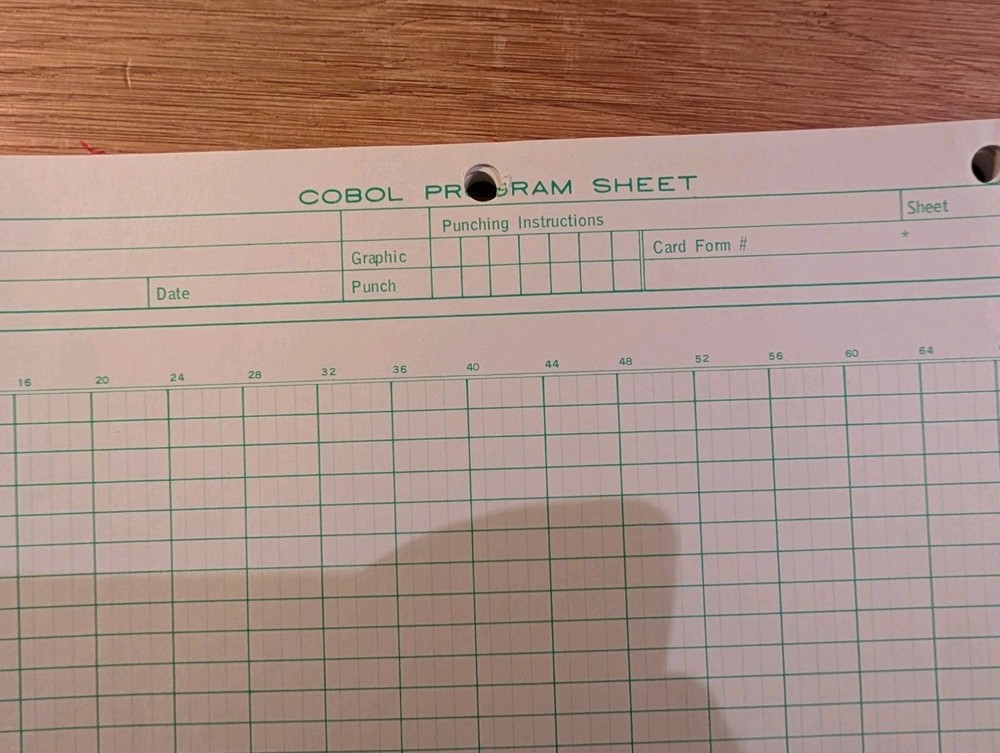 COBOL PROGRAM SHEET
Punching Instructions
Sheet
Graphic
Card Form #
*
Date
Punch
16 20 24 28 32 36 40 44 48 52 56 60 64